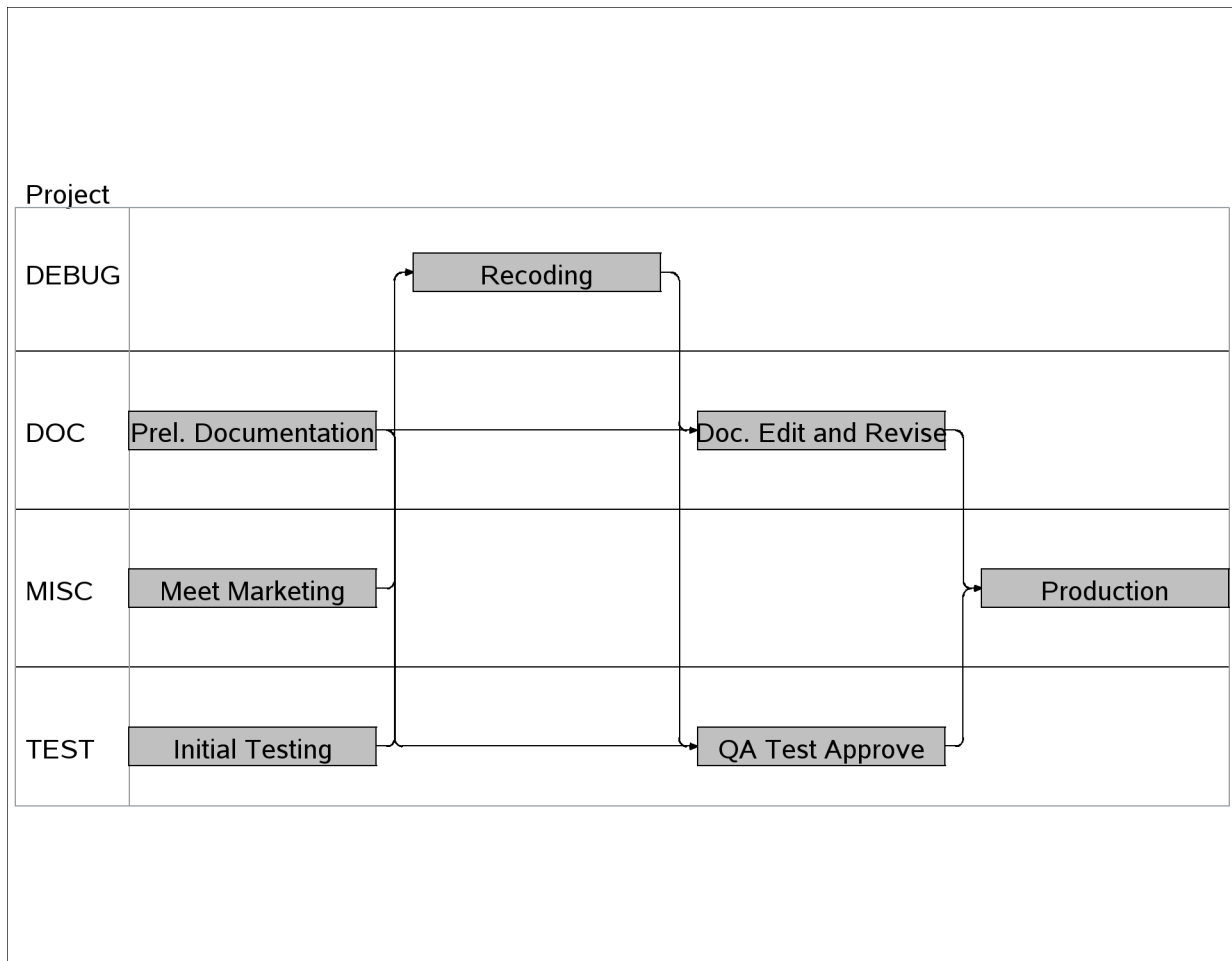 Project
DEBUG
Recoding
DOC
Prel. Documentation
Doc. Edit and Revise
MISC
Meet Marketing
Production
TEST
Initial Testing
QA Test Approve